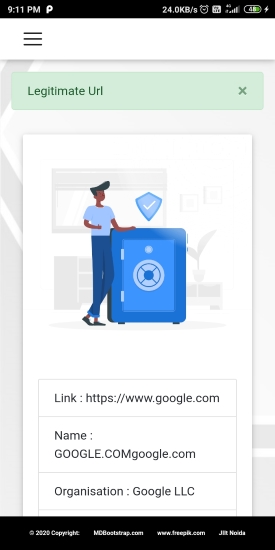 9:11 PM
24.0KB/s
48
Legitimate Url ×
Link : https://www.google.com
Name :
GOOGLE.COMgoogle.com
Organisation : Google LLC
© 2020 Copyright: MDBootstrap.com www.freepik.com JIIt Noida